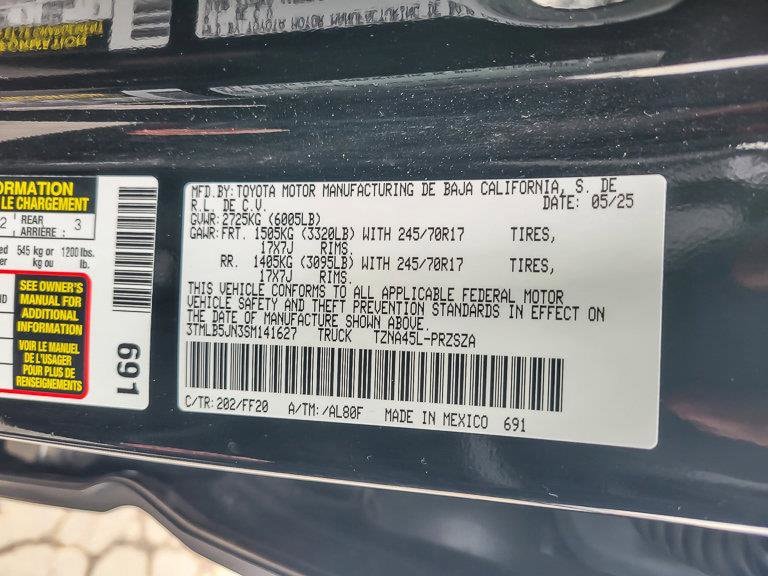 ORMATION
LE CHARGEMENT
2 REAR ARRIÈRE : 3
545 kg or 1200 lbs.
kg ou lb.
SEE OWNER'S
MANUAL FOR
ADDITIONAL
INFORMATION
VOIR LE MANUEL
DE L'USAGER
POUR PLUS DE
RENSEIGNEMENTS
691
MFD.BY: TOYOTA MOTOR MANUFACTURING DE BAJA CALIFORNIA, S. DE
R.L. DE C.V. DATE: 05/25
GVWR: 2725KG (6005LB)
GAWR: FRT. 1505KG (3320LB) WITH 245/70R17 TIRES,
17X7J RIMS.
RR. 1405KG (3095LB) WITH 245/70R17 TIRES,
17X7J RIMS.
THIS VEHICLE CONFORMS TO ALL APPLICABLE FEDERAL MOTOR
VEHICLE SAFETY AND THEFT PREVENTION STANDARDS IN EFFECT ON
THE DATE OF MANUFACTURE SHOWN ABOVE.
3TMLB5JN3SM141627 TRUCK TZNA45L-PRZSZA
C/TR: 202/FF20 A/TM: /AL80F MADE IN MEXICO 691